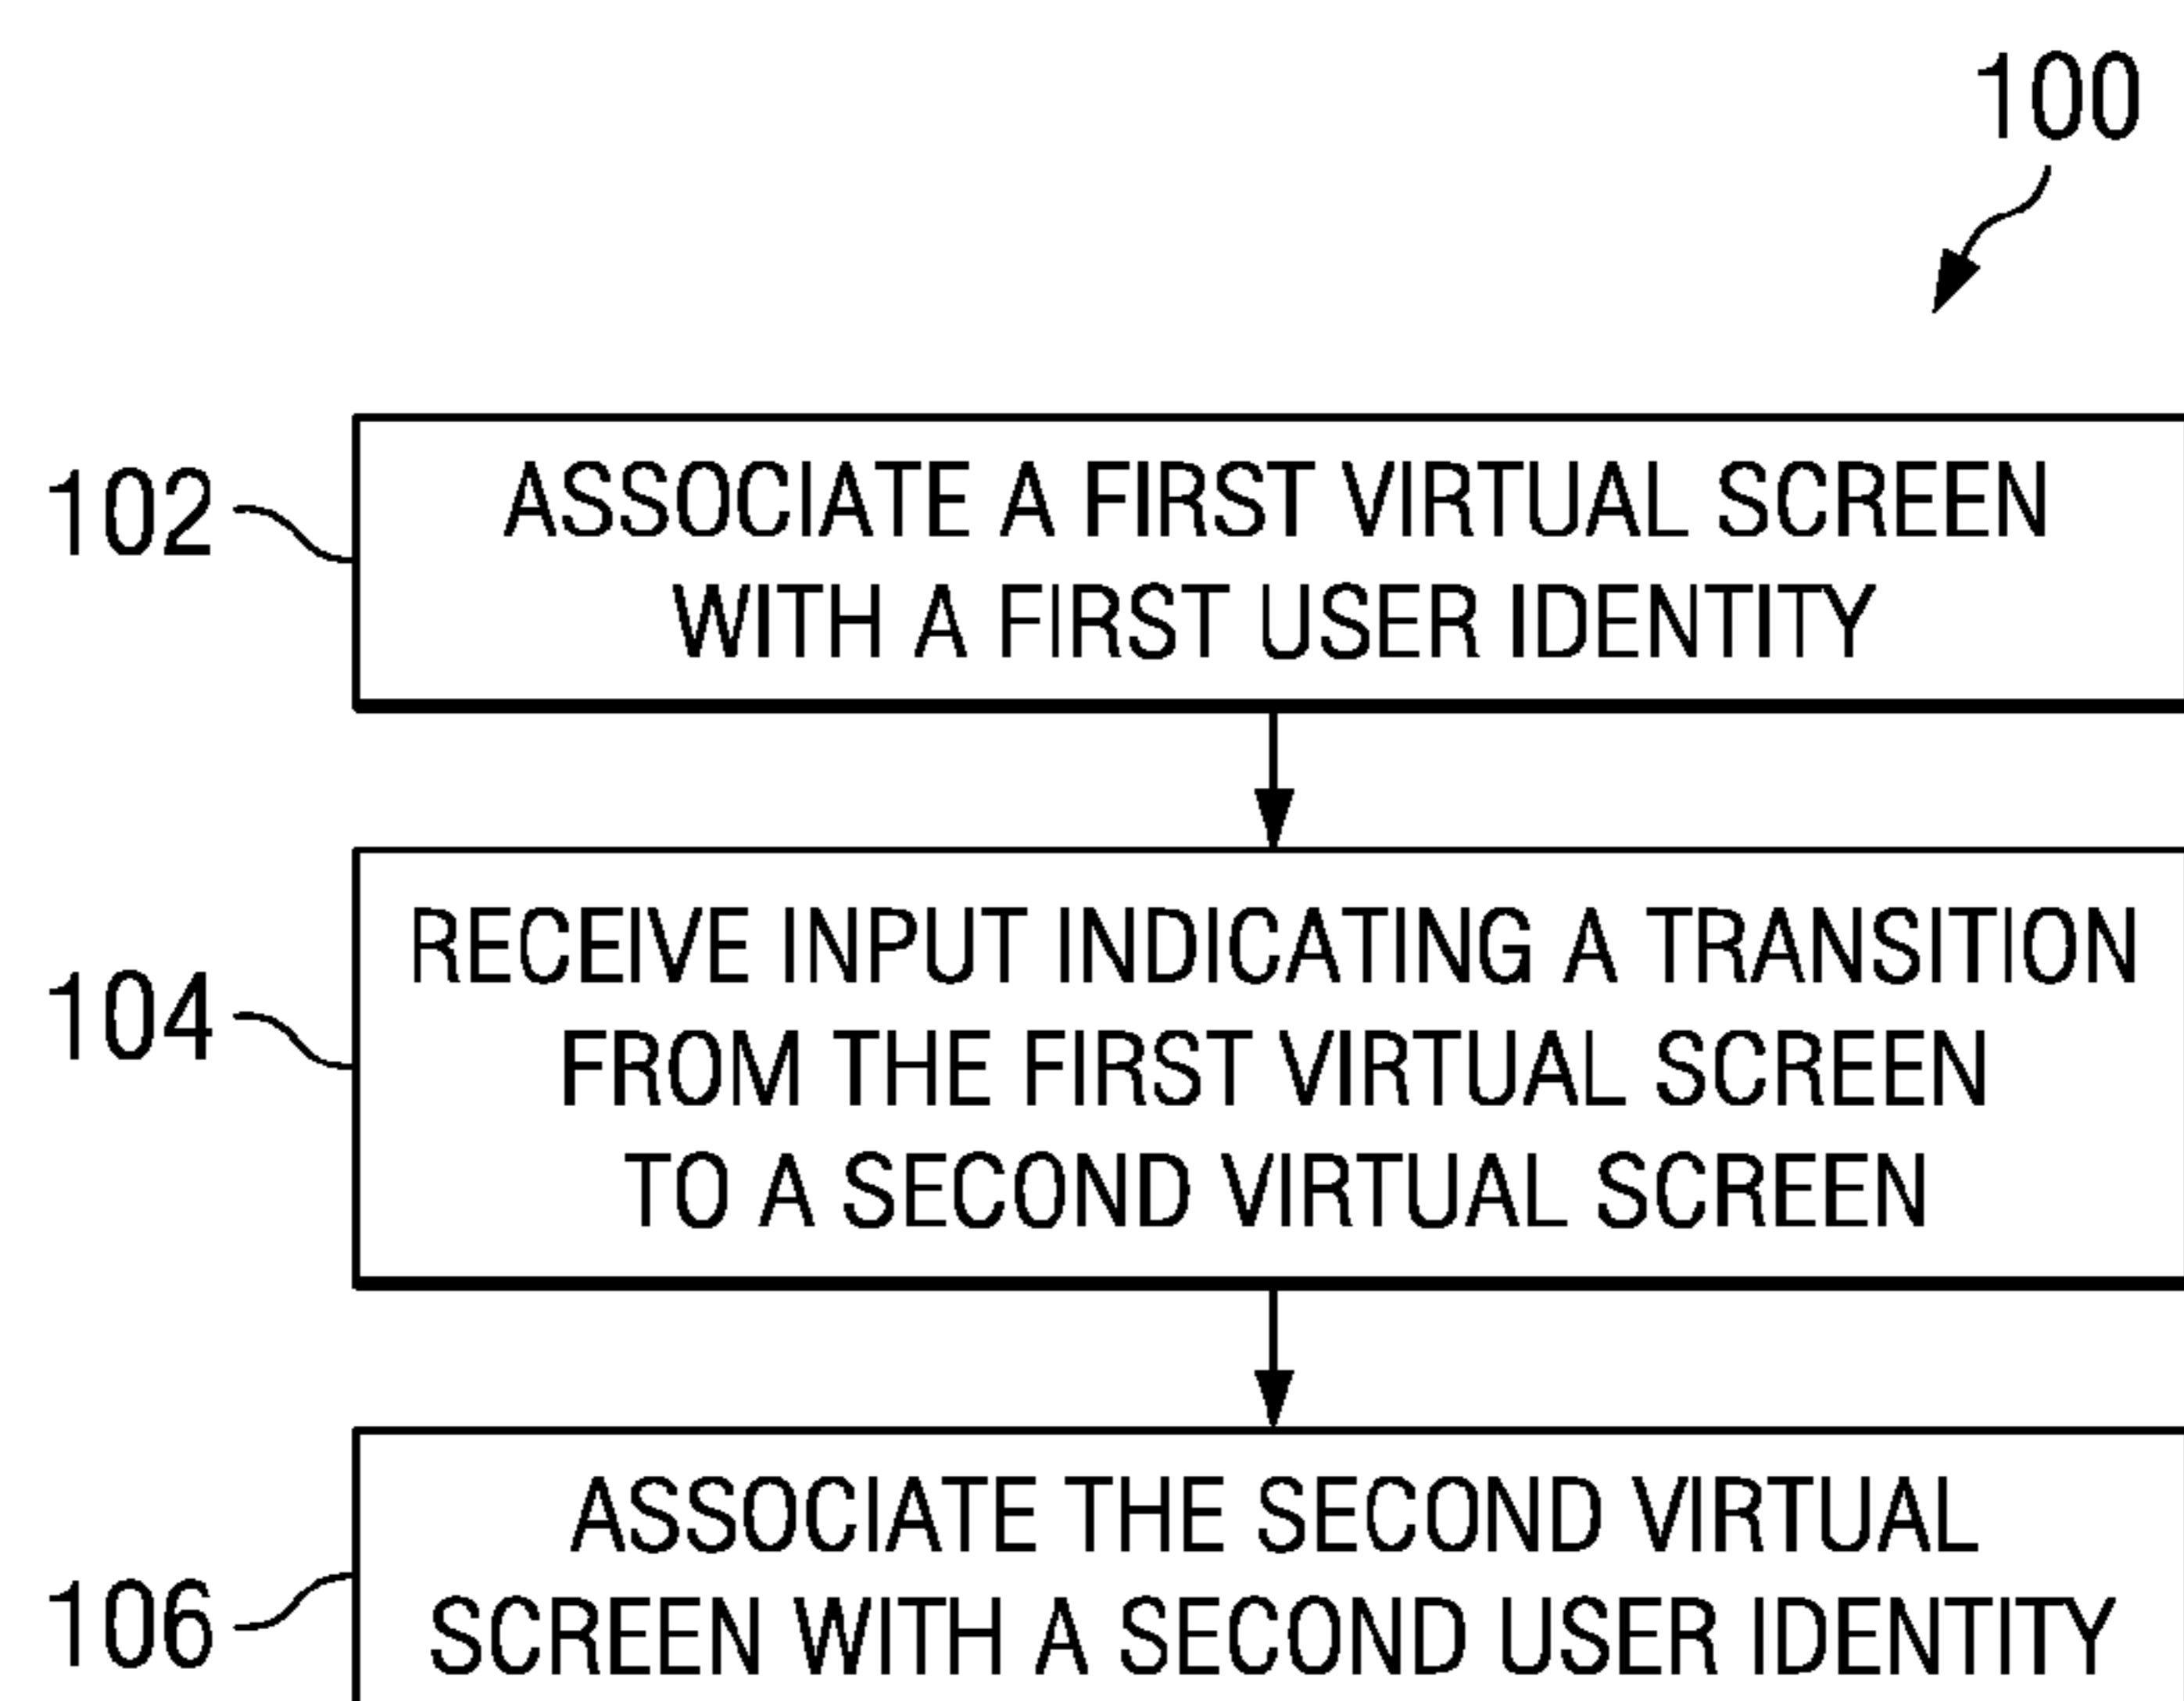 100
102
ASSOCIATE A FIRST VIRTUAL SCREEN
WITH A FIRST USER IDENTITY
104
RECEIVE INPUT INDICATING A TRANSITION
FROM THE FIRST VIRTUAL SCREEN
TO A SECOND VIRTUAL SCREEN
106
ASSOCIATE THE SECOND VIRTUAL
SCREEN WITH A SECOND USER IDENTITY